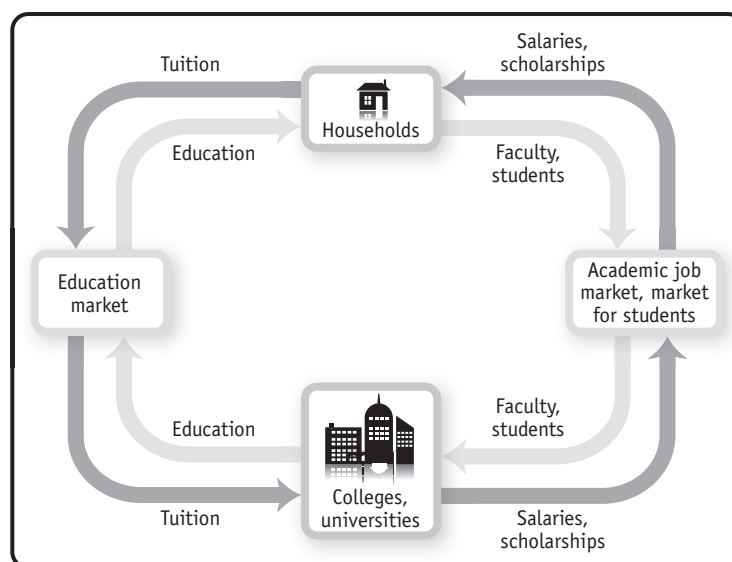 Tuition
Salaries,
scholarships
Households
Education
Faculty,
students
Education
market
Academic job
market, market
for students
Education
Faculty,
students
Colleges,
universities
Tuition
Salaries,
scholarships